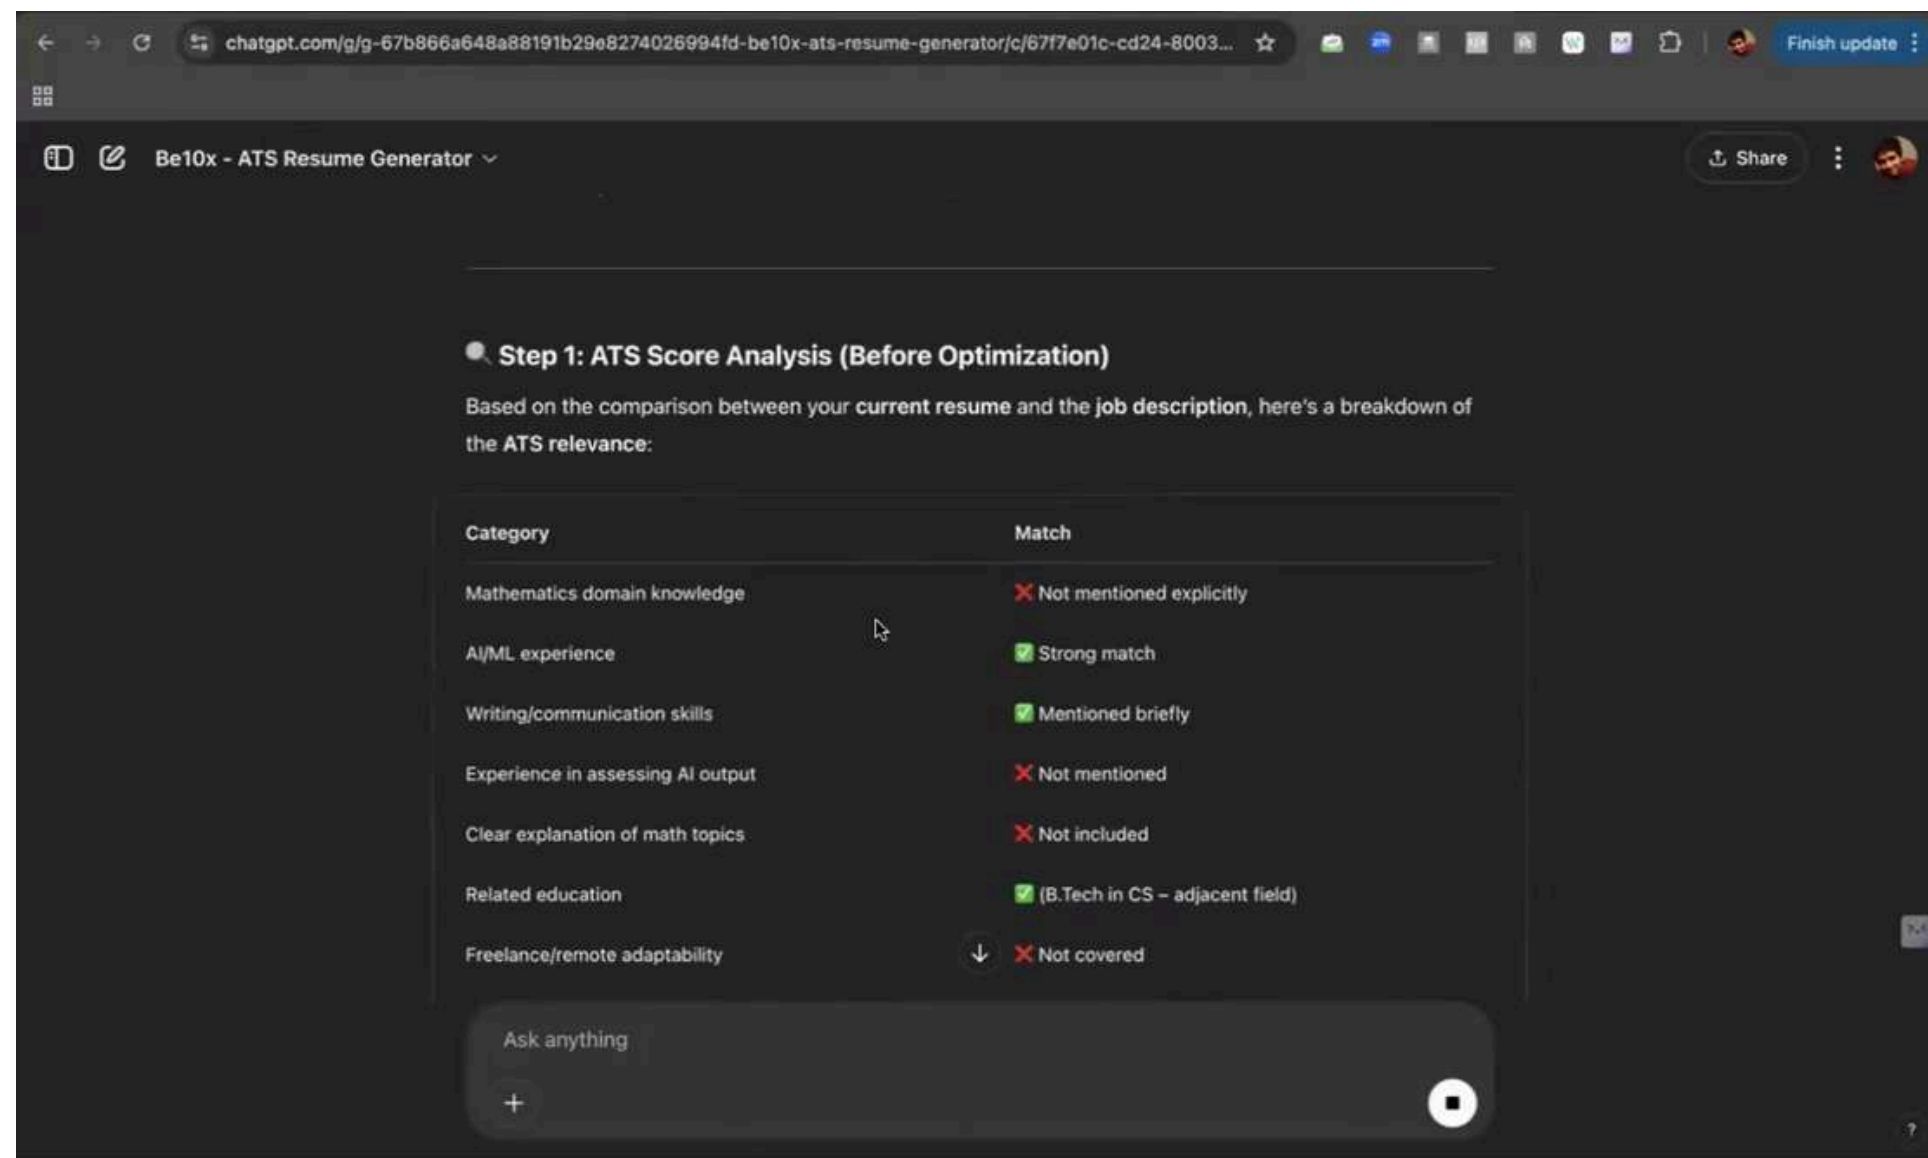 chatgpt.com/g/g-67b866a648a88191b29e8274026994fd-be10x-ats-resume-generator/c/67f7e01c-cd24-8003...
Finish update
Be10x - ATS Resume Generator
Share
Step 1: ATS Score Analysis (Before Optimization)
Based on the comparison between your current resume and the job description, here's a breakdown of
the ATS relevance:
Category Match
Mathematics domain knowledge ❌ Not mentioned explicitly
AI/ML experience ✅ Strong match
Writing/communication skills ✅ Mentioned briefly
Experience in assessing AI output ❌ Not mentioned
Clear explanation of math topics ❌ Not included
Related education ✅ (B.Tech in CS – adjacent field)
Freelance/remote adaptability ❌ Not covered
Ask anything
?